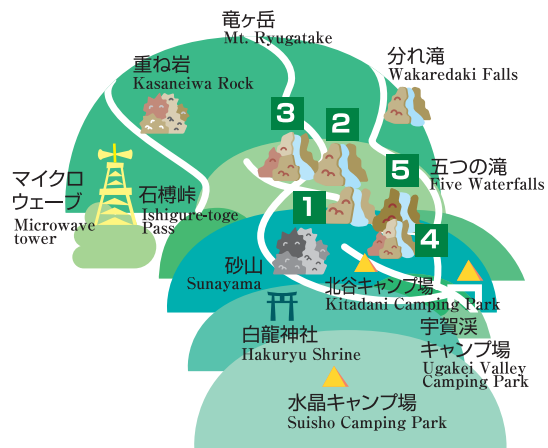 竜ヶ岳
Mt. Ryugatake
重ね岩
Kasaneiwa Rock
分れ滝
Wakaredaki Falls
3
2
マイクロ
ウェーブ
Microwave
tower
石榑峠
Ishigure-toge
Pass
5
五つの滝
Five Waterfalls
1
4
砂山
Sunayama
北谷キャンプ場
Kitadani Camping Park
白龍神社
Hakuryu Shrine
宇賀渓
キャンプ場
Ugakei Valley
Camping Park
水晶キャンプ場
Suisho Camping Park